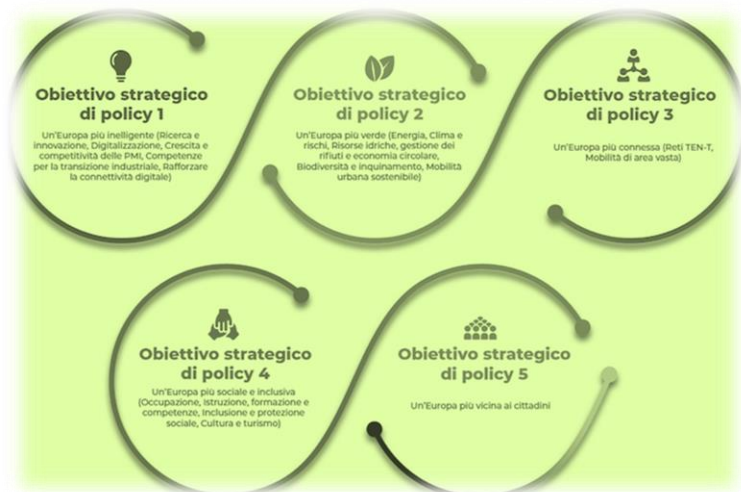 Obiettivo strategico
di policy 1
Un'Europa più inelligente (Ricerca e
innovazione, Digitalizzazione, Crescita e
competitività delle PMI, Competenze
per la transizione industriale, Rafforzare
la connettività digitale)
Obiettivo strategico
di policy 2
Un'Europa più verde (Energia, Clima e
rischi, Risorse idriche, gestione dei
rifiuti e economia circolare,
Biodiversità e inquinamento, Mobilità
urbana sostenibile)
Obiettivo strategico
di policy 3
Un'Europa più connessa (Reti TEN-T,
Mobilità di area vasta)
Obiettivo strategico
di policy 4
Un'Europa più sociale e inclusiva
(Occupazione, Istruzione, formazione e
competenze, Inclusione e protezione
sociale, Cultura e turismo)
Obiettivo strategico
di policy 5
Un'Europa più vicina ai cittadini